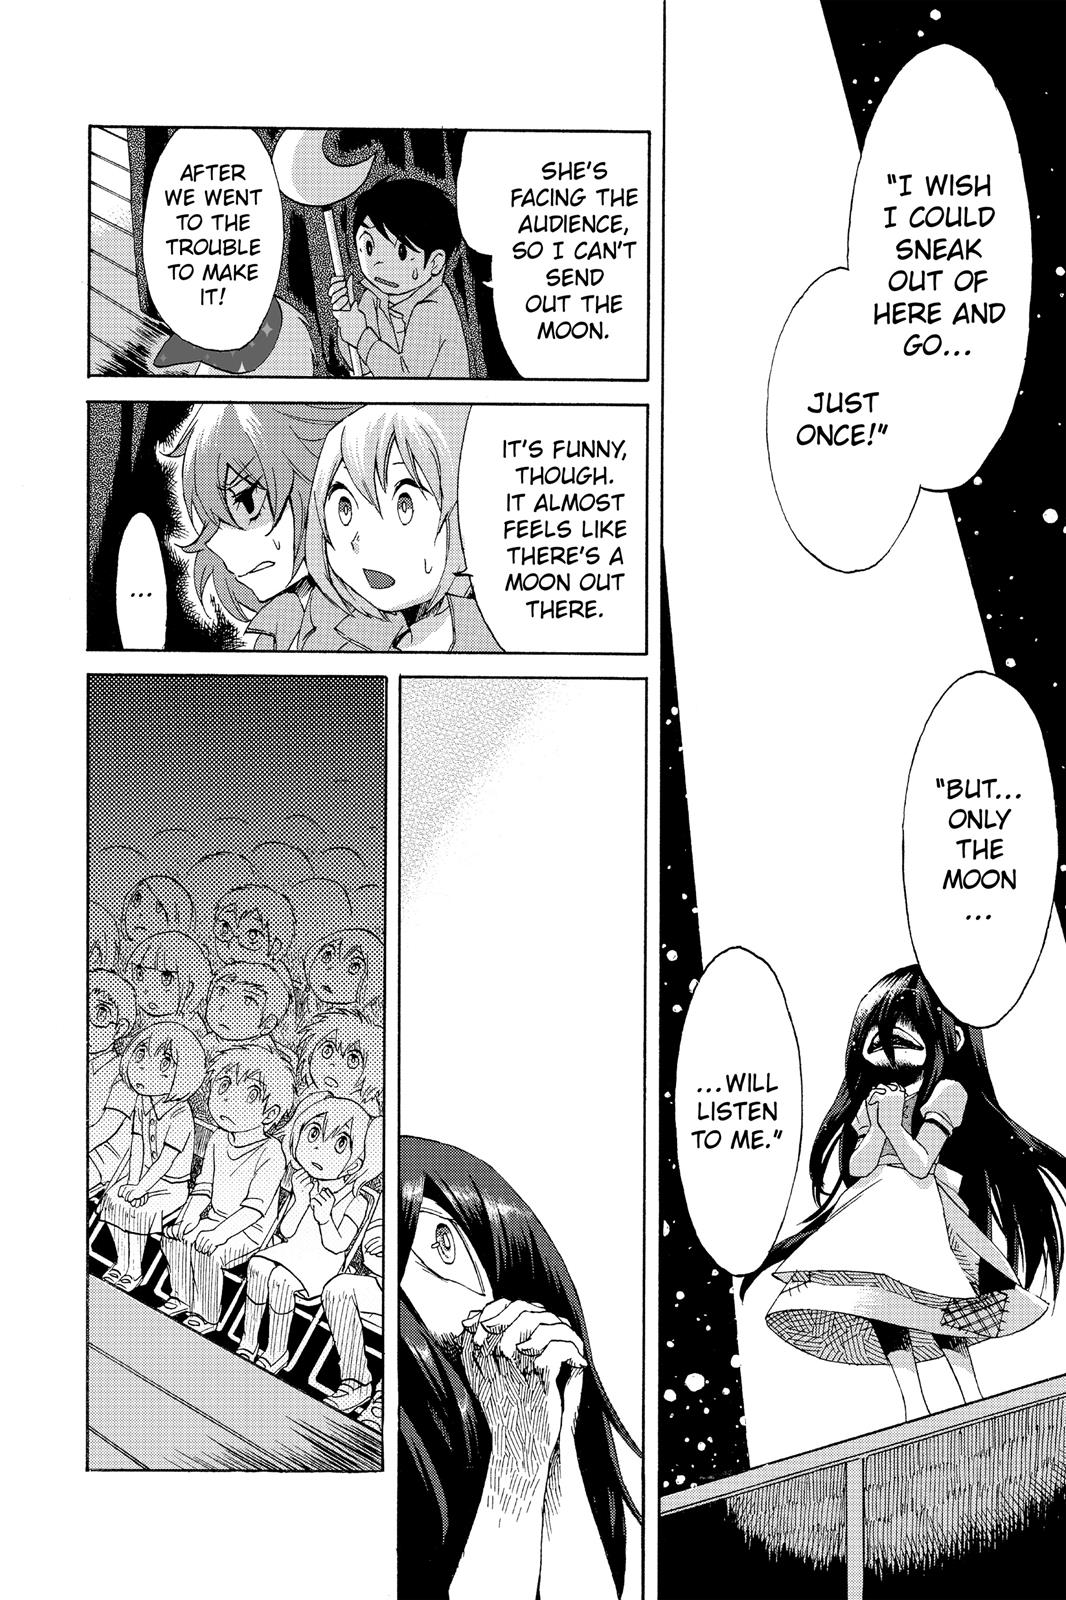 "I WISH
I COULD
SNEAK
OUT OF
HERE AND
GO...
JUST
ONCE!"
"BUT...
ONLY
THE
MOON
...
...WILL
LISTEN
TO ME."
SHE'S
FACING THE
AUDIENCE,
SO I CAN'T
SEND
OUT THE
MOON.
AFTER
WE WENT
TO THE
TROUBLE
TO MAKE
IT!
IT'S FUNNY,
THOUGH.
IT ALMOST
FEELS LIKE
THERE'S A
MOON OUT
THERE.
...